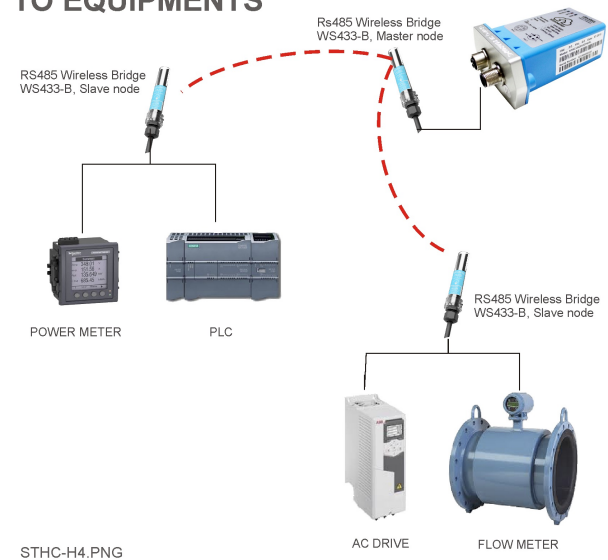 TO EQUIPMENTS
Rs485 Wireless Bridge
WS433-B, Master node
RS485 Wireless Bridge
WS433-B, Slave node
POWER METER
PLC
RS485 Wireless Bridge
WS433-B, Slave node
AC DRIVE
FLOW METER
STHC-H4.PNG